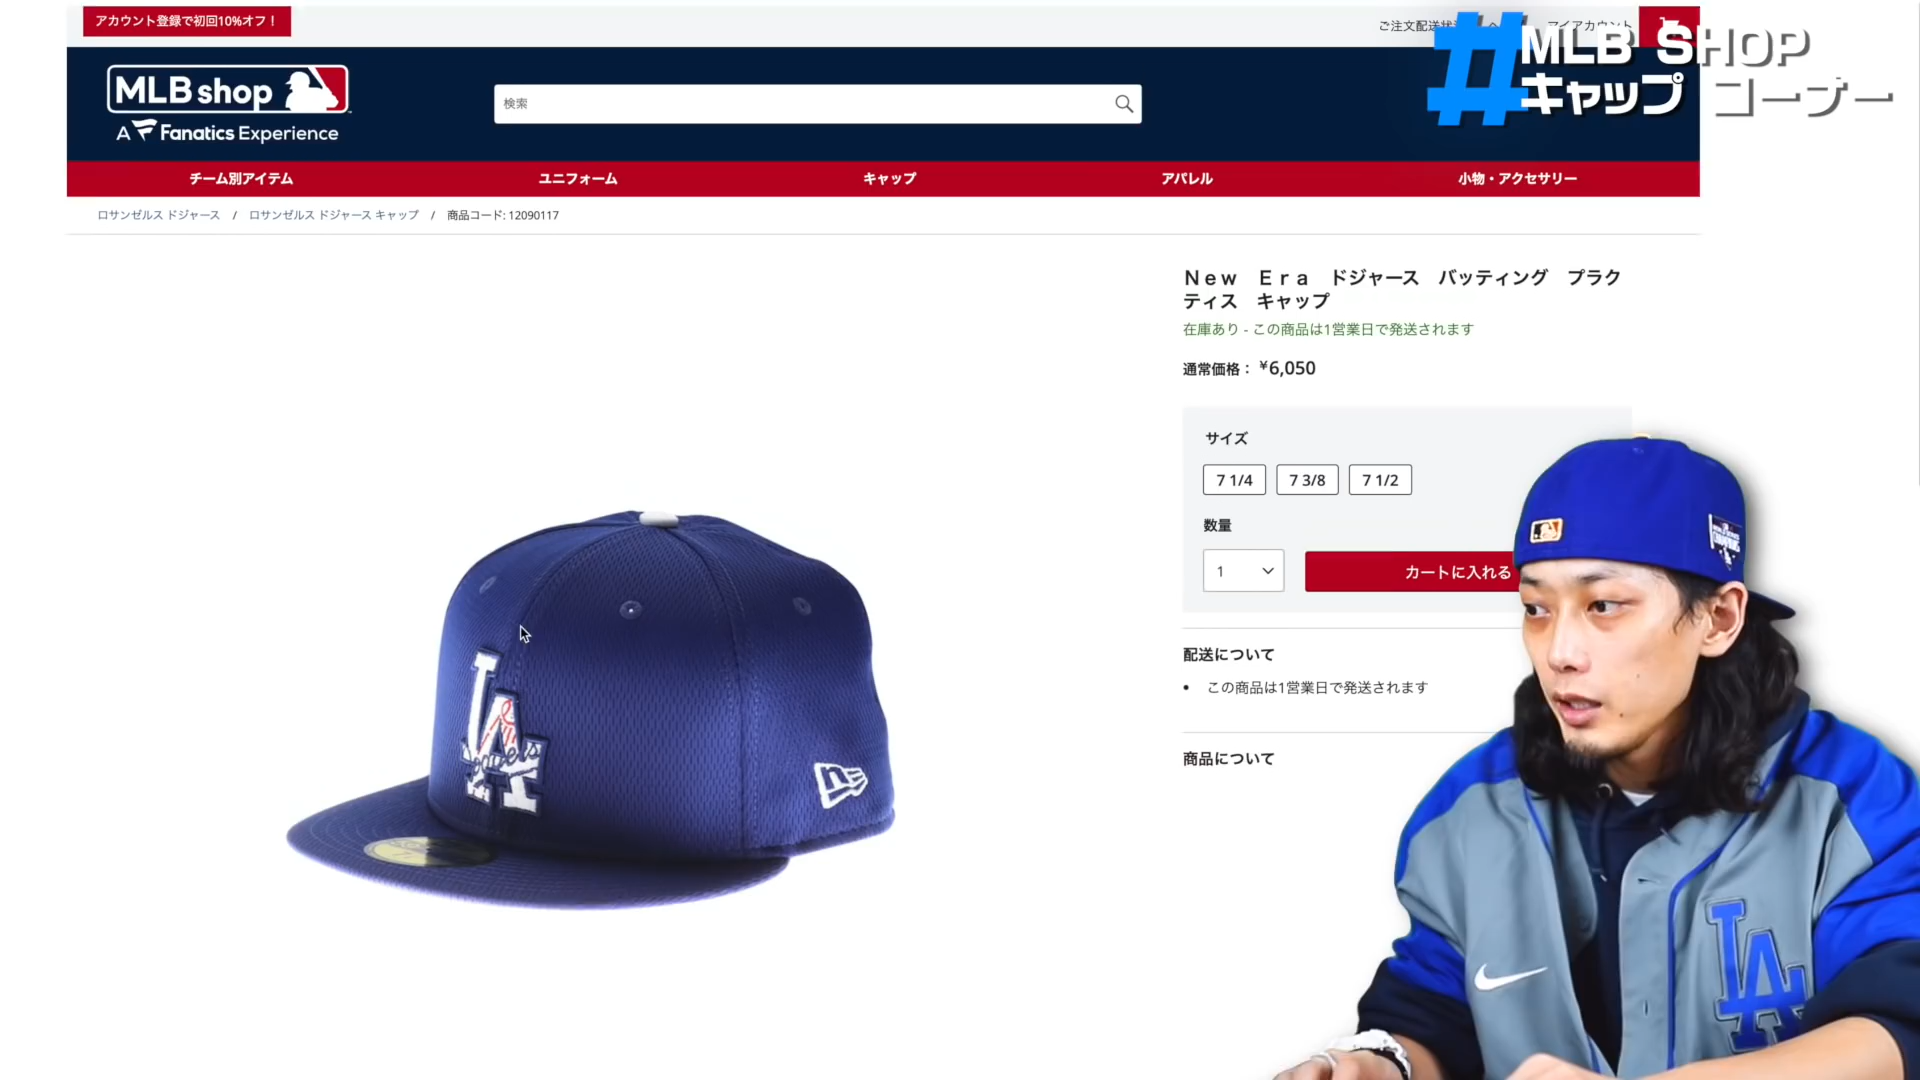 アカウント登録で初回10%オフ！
#MLB SHOP
キャップ コーナー
MLB shop
A Fanatics Experience
検索
チーム別アイテム
ユニフォーム
キャップ
アパレル
小物・アクセサリー
ロサンゼルス ドジャース / ロサンゼルス ドジャース キャップ / 商品コード: 12090117
Ｎｅｗ　Ｅｒａ　ドジャース　バッティング　プラク
ティス　キャップ
在庫あり - この商品は1営業日で発送されます
通常価格： ¥6,050
サイズ
7 1/4
7 3/8
7 1/2
数量
1
カートに入れる
配送について
• この商品は1営業日で発送されます
商品について
LA
LA